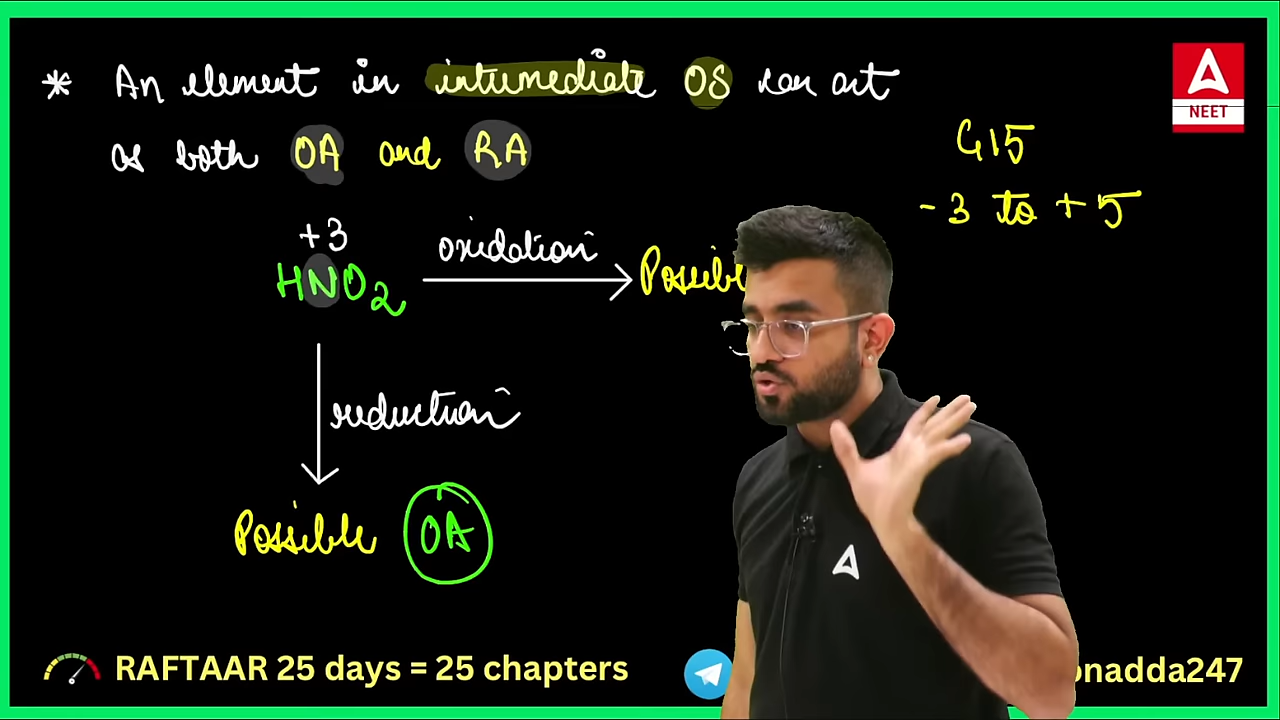 * An element in intermediate OS can act
as both OA and RA
G15
-3 to +5
+3
HNO2
oxidation
Possible
reduction
Possible OA
A
NEET
RAFTAAR 25 days = 25 chapters